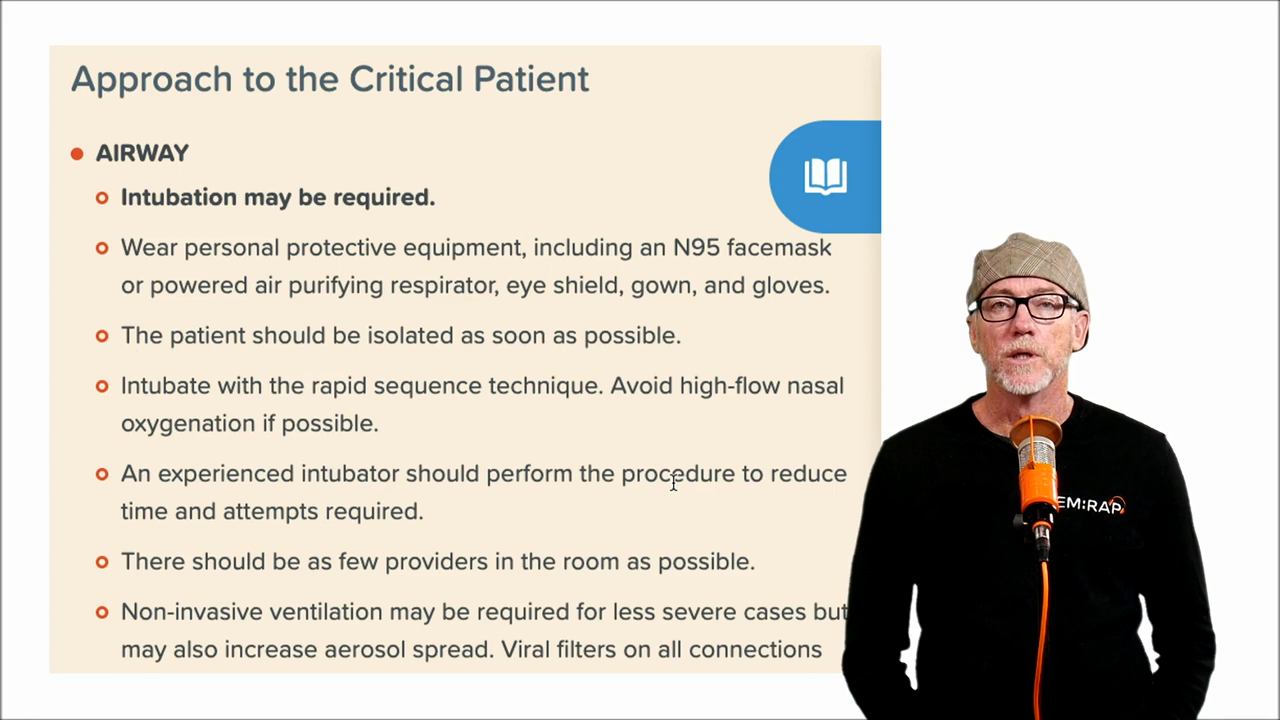 Approach to the Critical Patient
AIRWAY
Intubation may be required.
Wear personal protective equipment, including an N95 facemask
or powered air purifying respirator, eye shield, gown, and gloves.
The patient should be isolated as soon as possible.
Intubate with the rapid sequence technique. Avoid high-flow nasal
oxygenation if possible.
An experienced intubator should perform the procedure to reduce
time and attempts required.
There should be as few providers in the room as possible.
Non-invasive ventilation may be required for less severe cases but
may also increase aerosol spread. Viral filters on all connections
EM:RAP